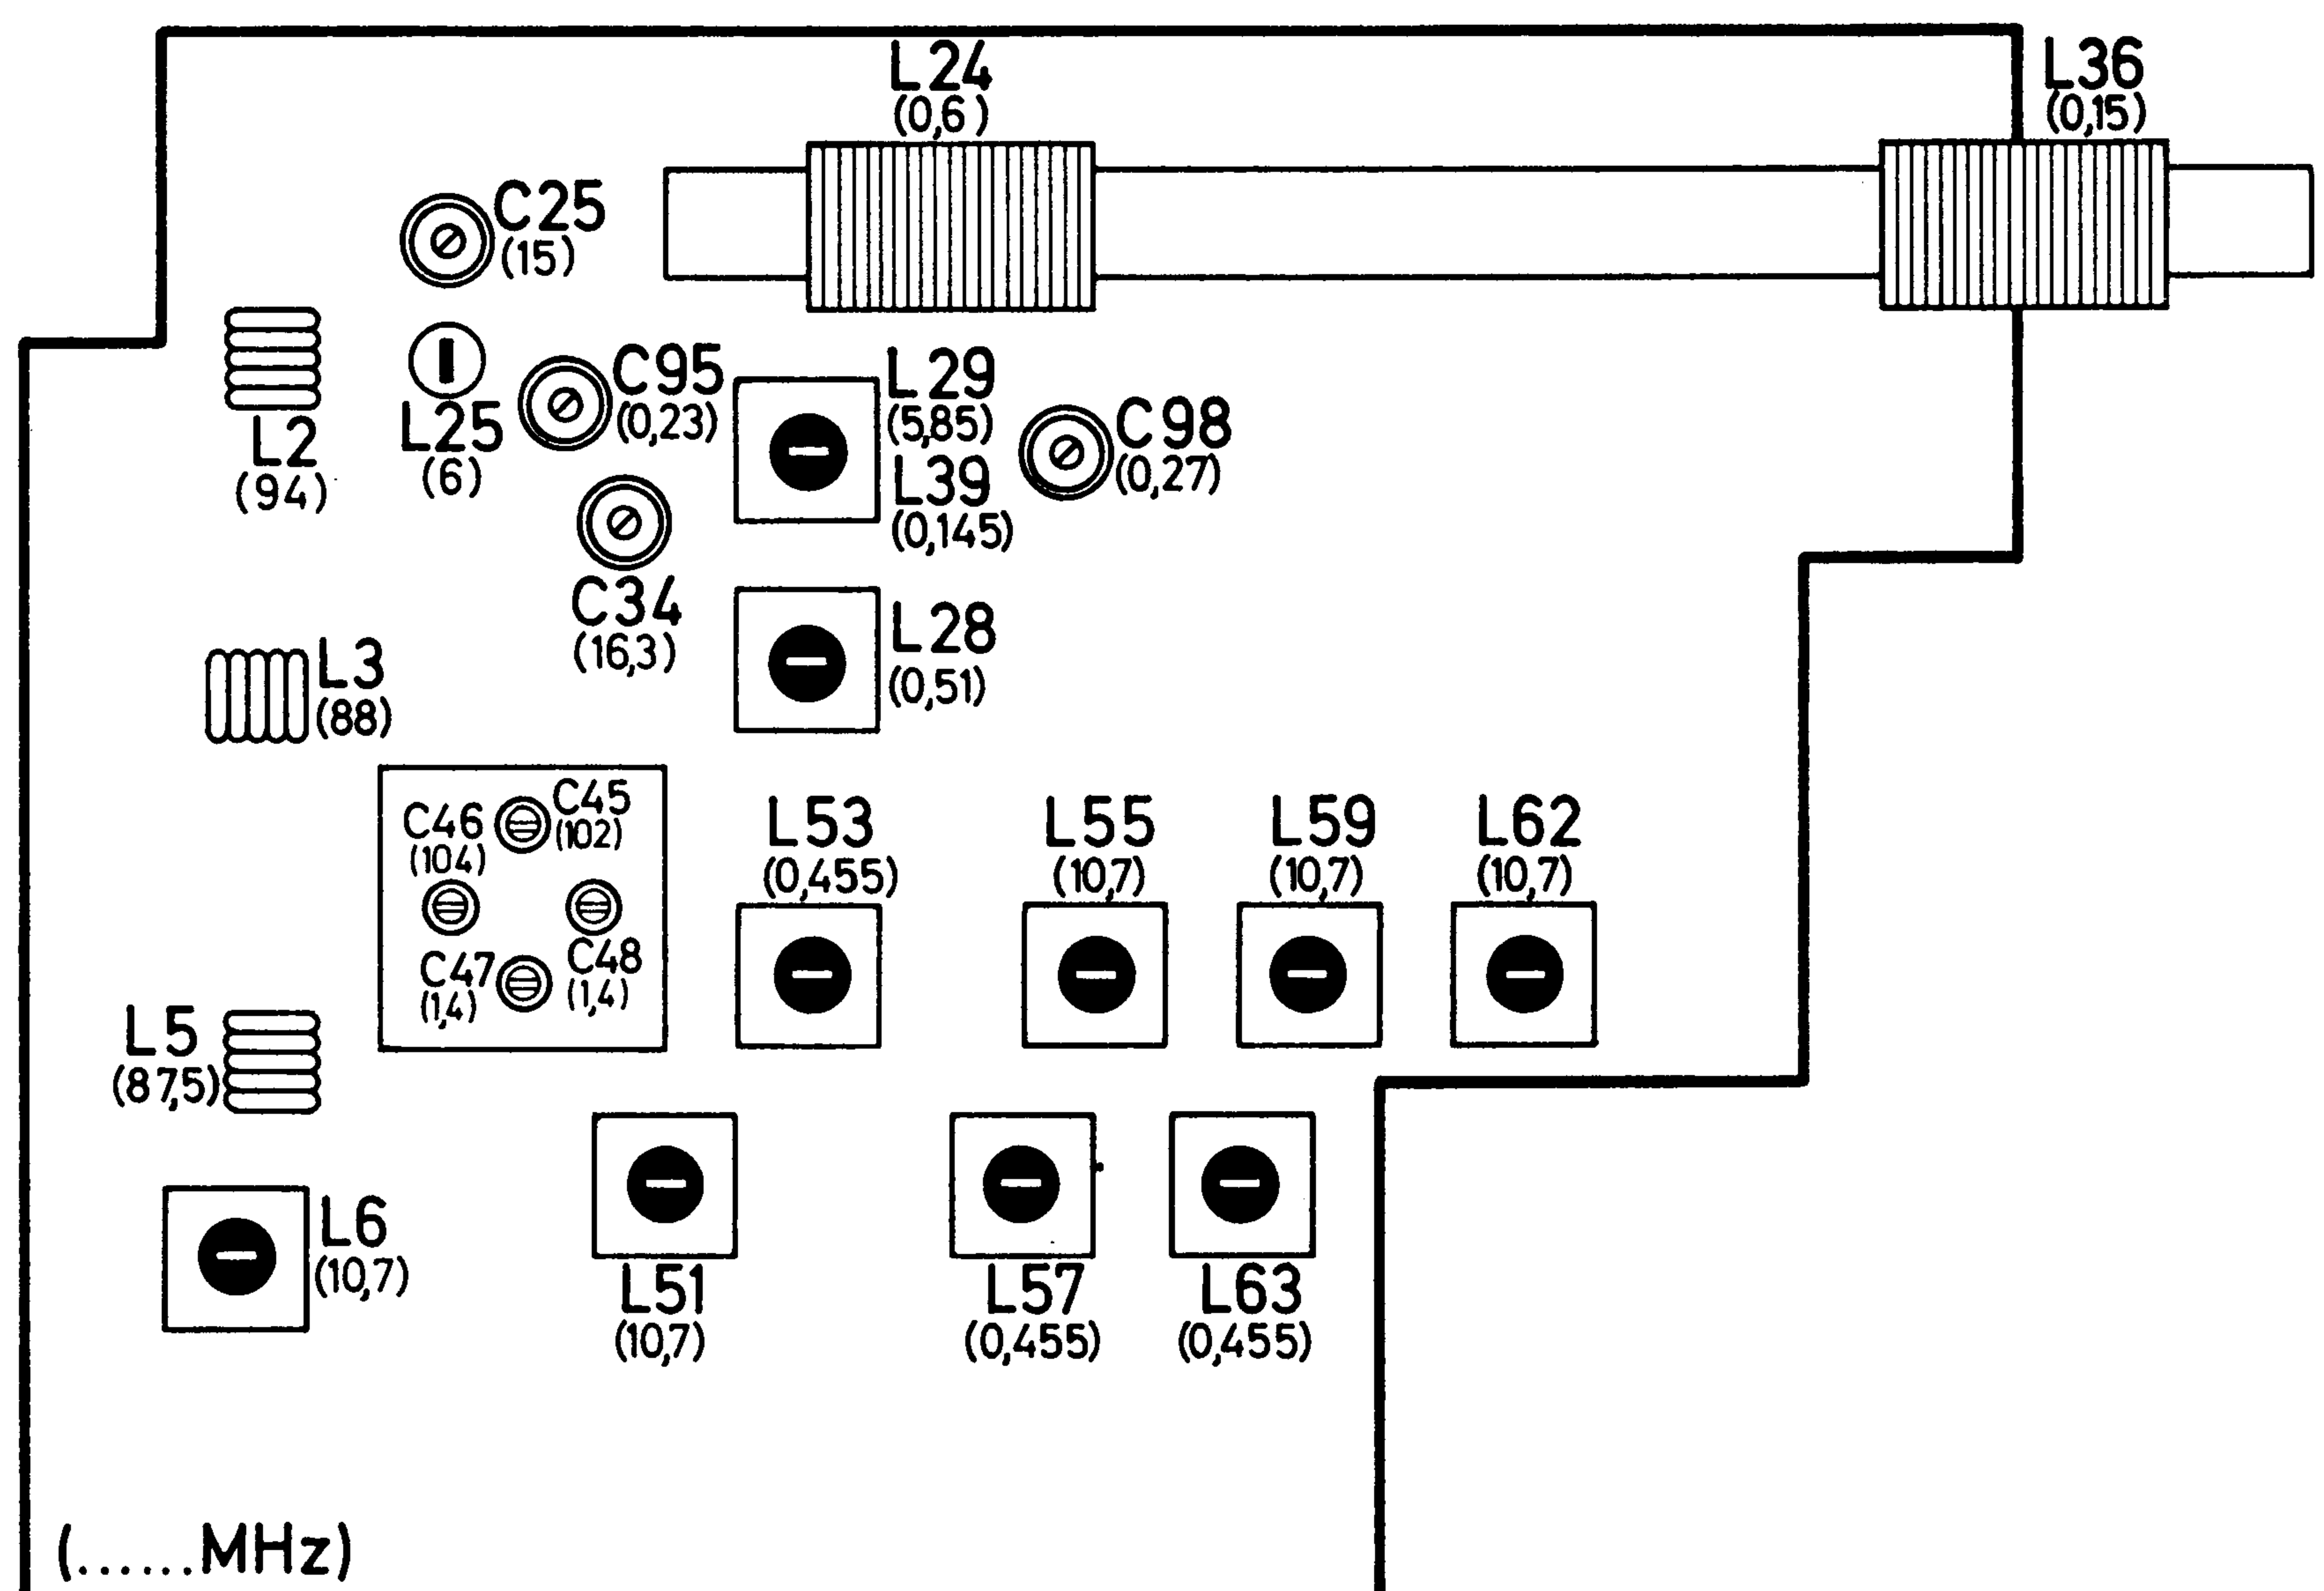 L24
(0,6)
L36
(0,15)
C25
(15)
L2
(94)
L25
(6)
C95
(0,23)
L29
(5,85)
L39
(0,145)
C98
(0,27)
C34
(16,3)
L28
(0,51)
L3
(88)
C46
(104)
C45
(102)
C47
(1,4)
C48
(1,4)
L53
(0,455)
L55
(10,7)
L59
(10,7)
L62
(10,7)
L5
(87,5)
L6
(10,7)
L51
(10,7)
L57
(0,455)
L63
(0,455)
(......MHz)